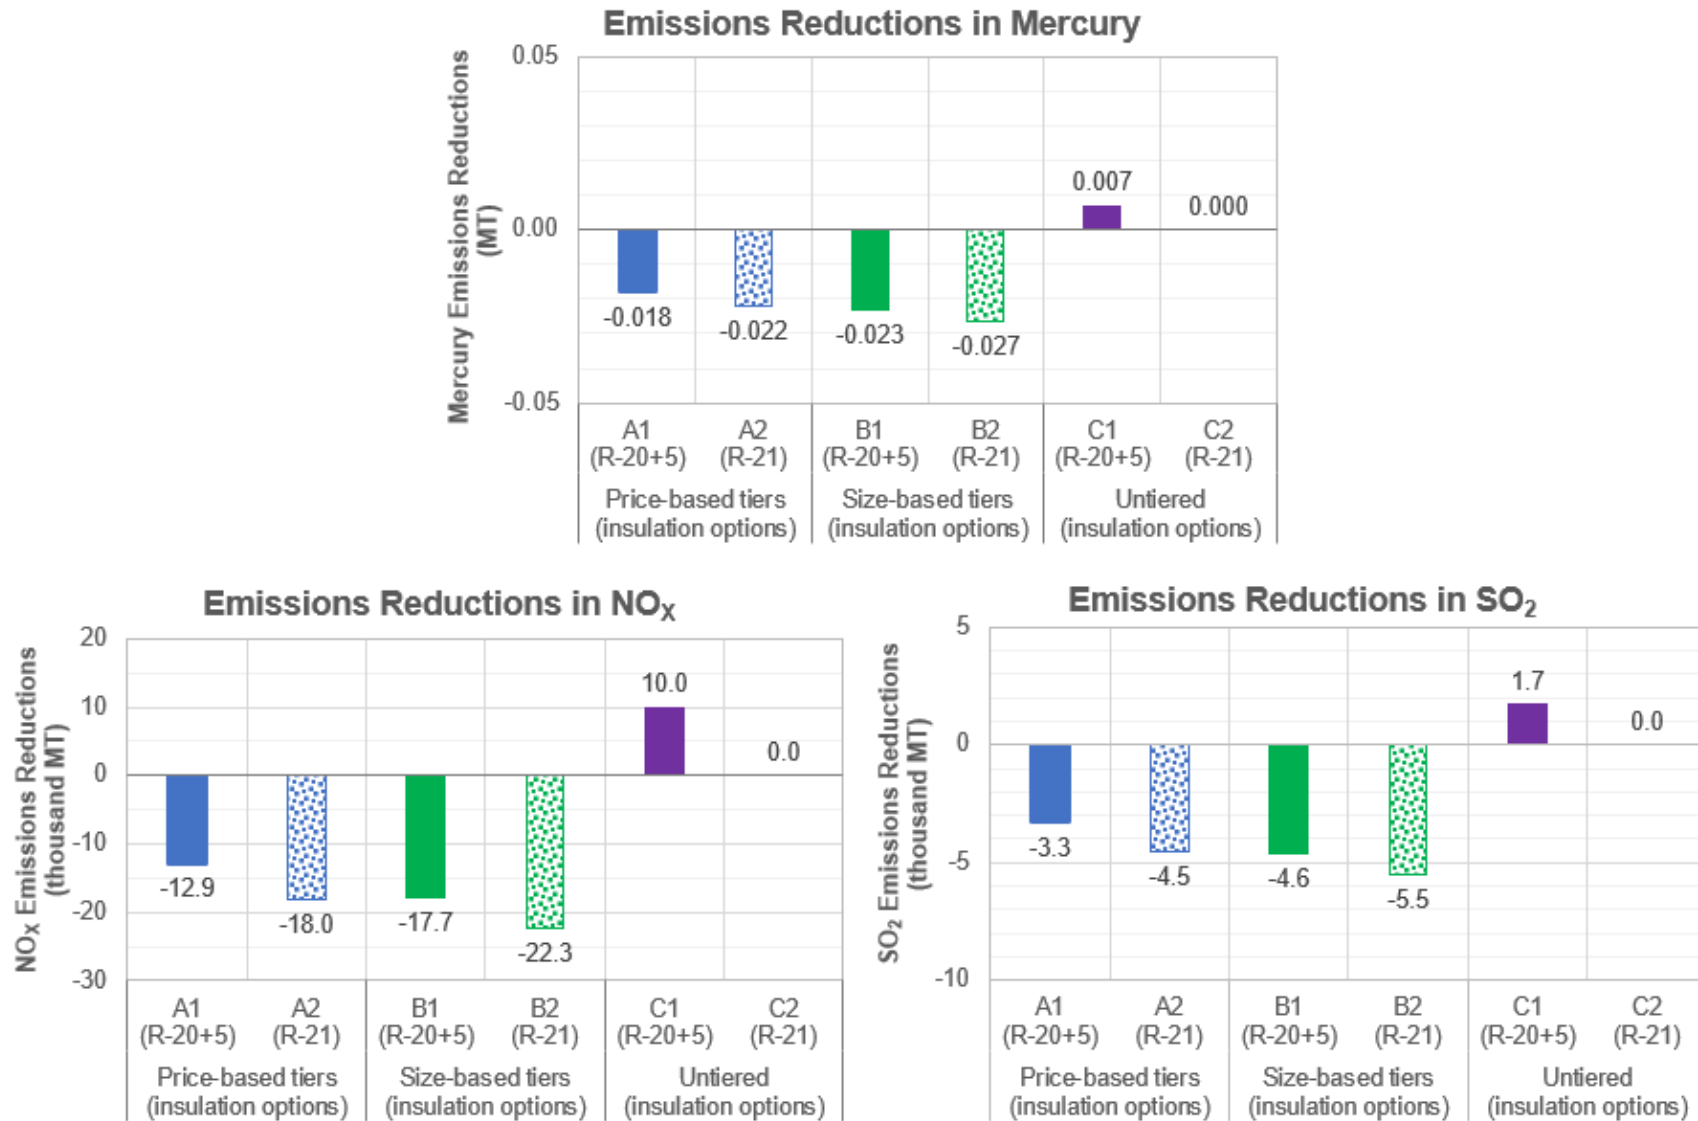 Emissions Reductions in Mercury
Mercury Emissions Reductions
(MT)
0.05
0.00
-0.05
-0.018
-0.022
-0.023
-0.027
0.007
0.000
A1 A2 B1 B2 C1 C2
(R-20+5) (R-21) (R-20+5) (R-21) (R-20+5) (R-21)
Price-based tiers Size-based tiers Untiered
(insulation options) (insulation options) (insulation options)
Emissions Reductions in NOX
NOX Emissions Reductions
(thousand MT)
20
10
0
-10
-20
-30
-12.9
-18.0
-17.7
-22.3
10.0
0.0
A1 A2 B1 B2 C1 C2
(R-20+5) (R-21) (R-20+5) (R-21) (R-20+5) (R-21)
Price-based tiers Size-based tiers Untiered
(insulation options) (insulation options) (insulation options)
Emissions Reductions in SO2
SO2 Emissions Reductions
(thousand MT)
5
0
-5
-10
-3.3
-4.5
-4.6
-5.5
1.7
0.0
A1 A2 B1 B2 C1 C2
(R-20+5) (R-21) (R-20+5) (R-21) (R-20+5) (R-21)
Price-based tiers Size-based tiers Untiered
(insulation options) (insulation options) (insulation options)